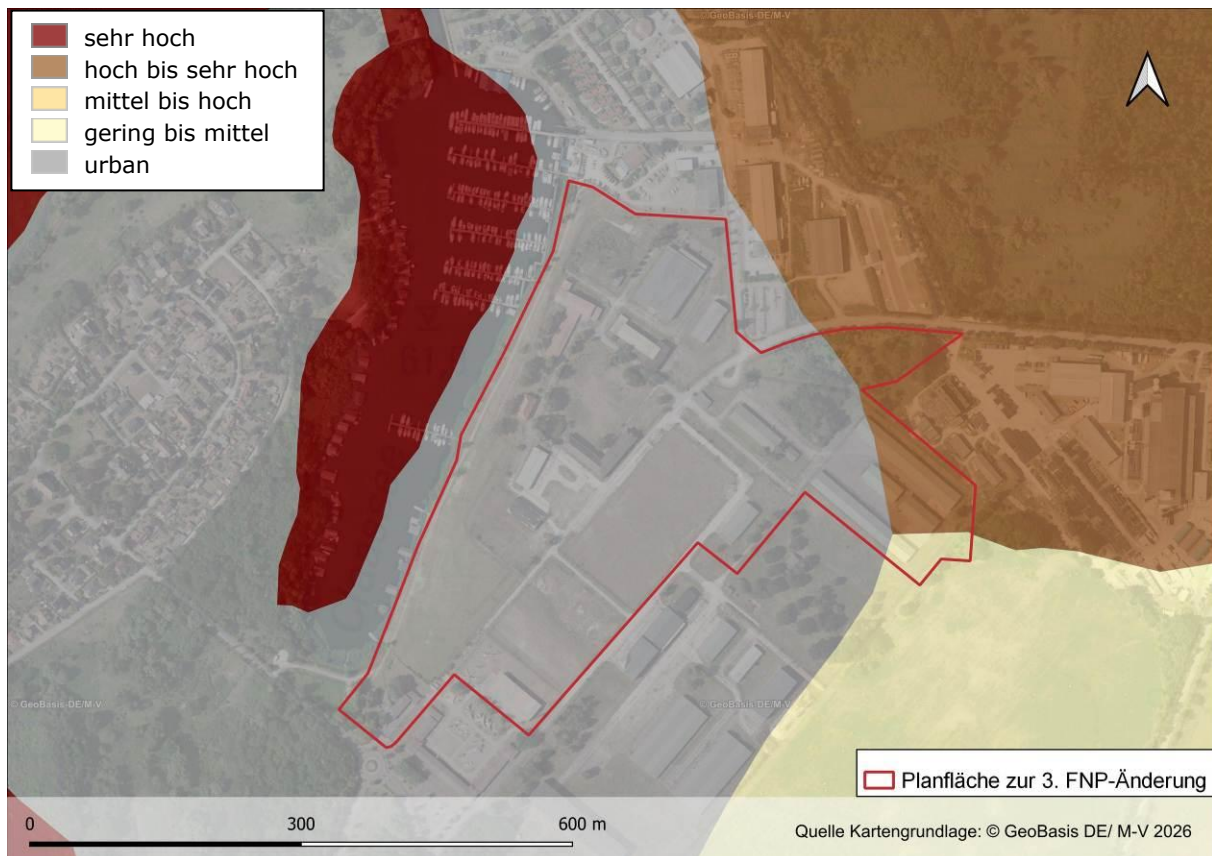 © GeoBasis-DE/M-V
sehr hoch
hoch bis sehr hoch
mittel bis hoch
gering bis mittel
urban
© GeoBasis-DE/M-V
© GeoBasis-DE/M-V
Planfläche zur 3. FNP-Änderung
0 300 600 m
Quelle Kartengrundlage: © GeoBasis DE/ M-V 2026